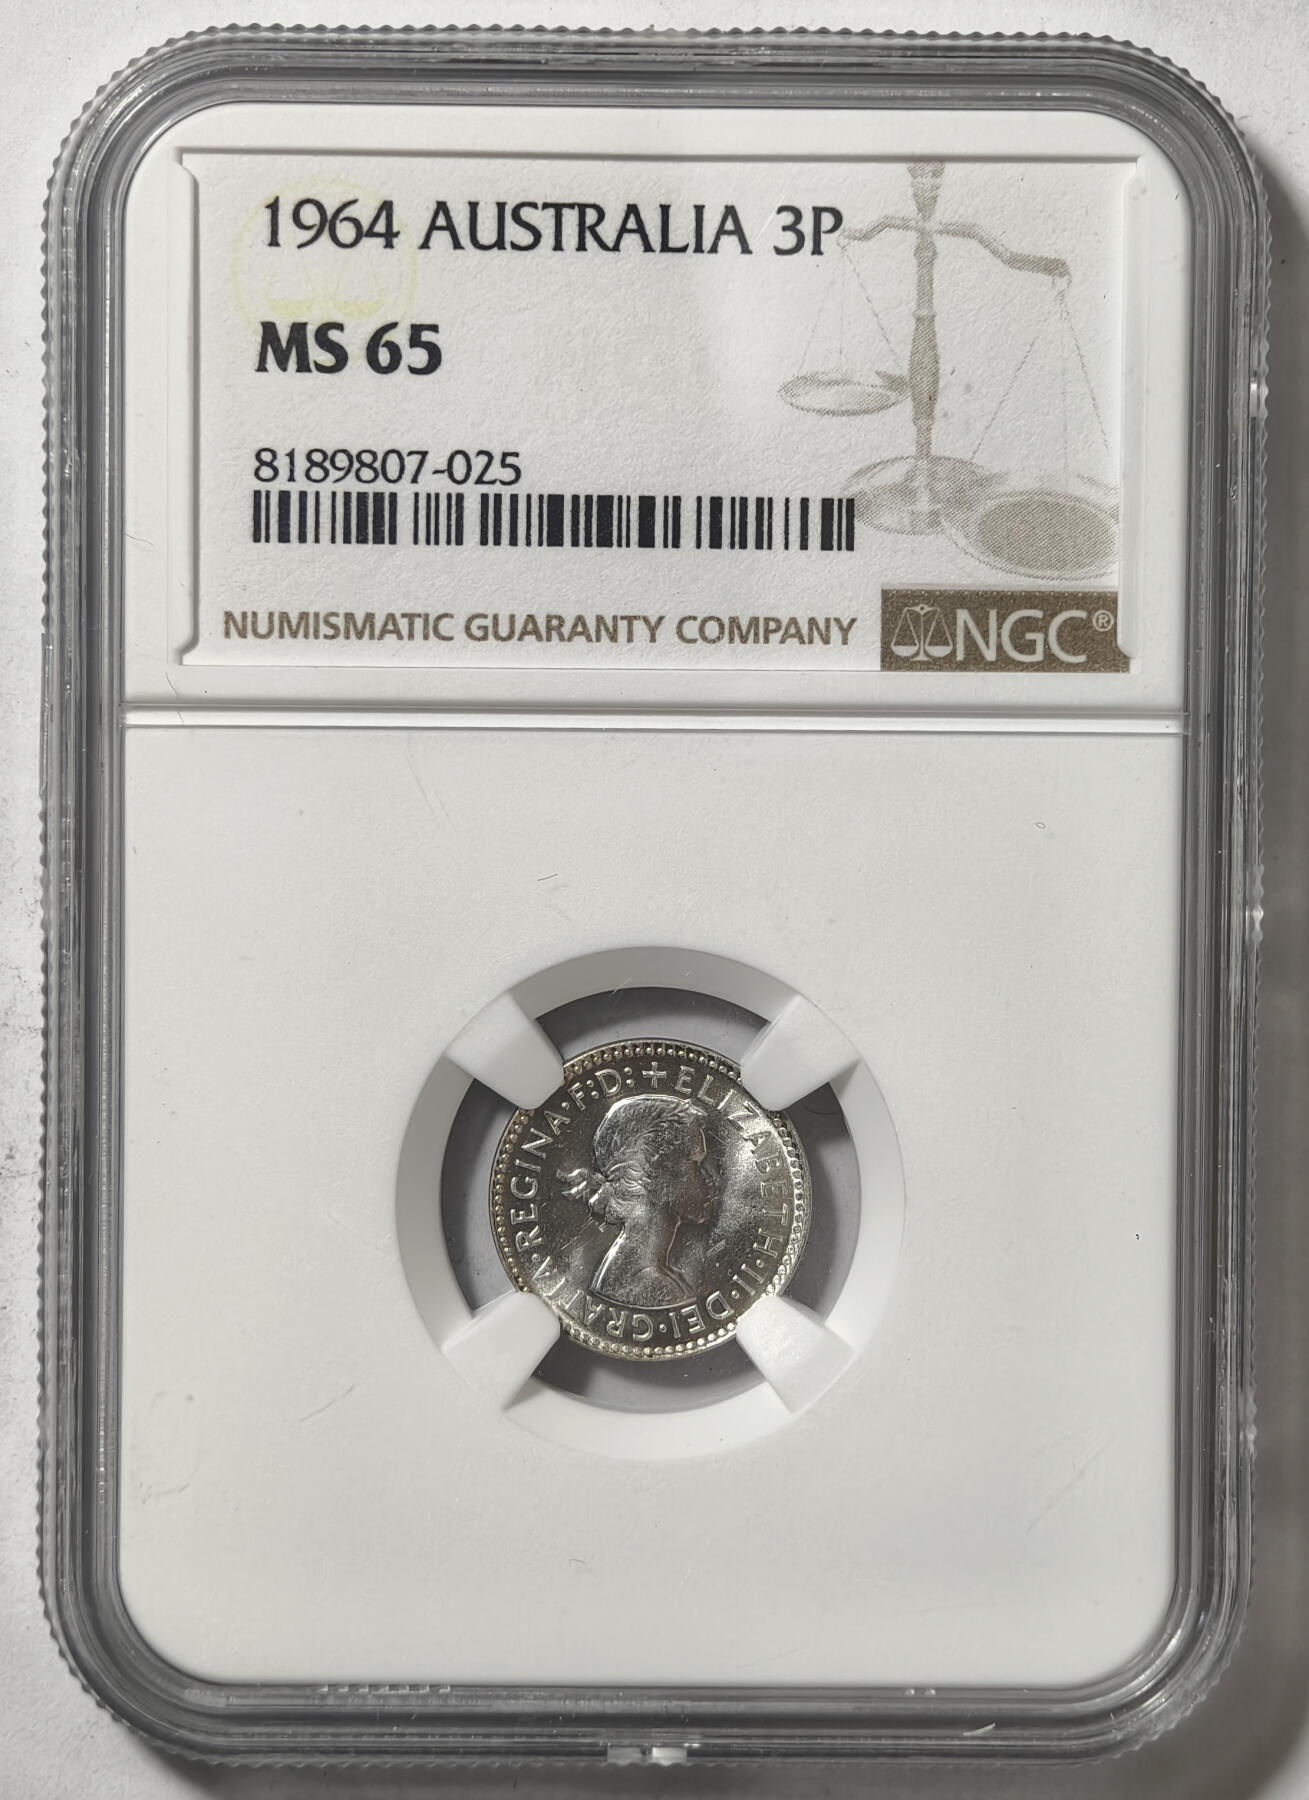 1964 AUSTRALIA 3P
MS 65
8189807-025
NUMISMATIC GUARANTY COMPANY
NGC®
+ ELIZABETH·II·DEI·GRATIA·REGINA·F:D: